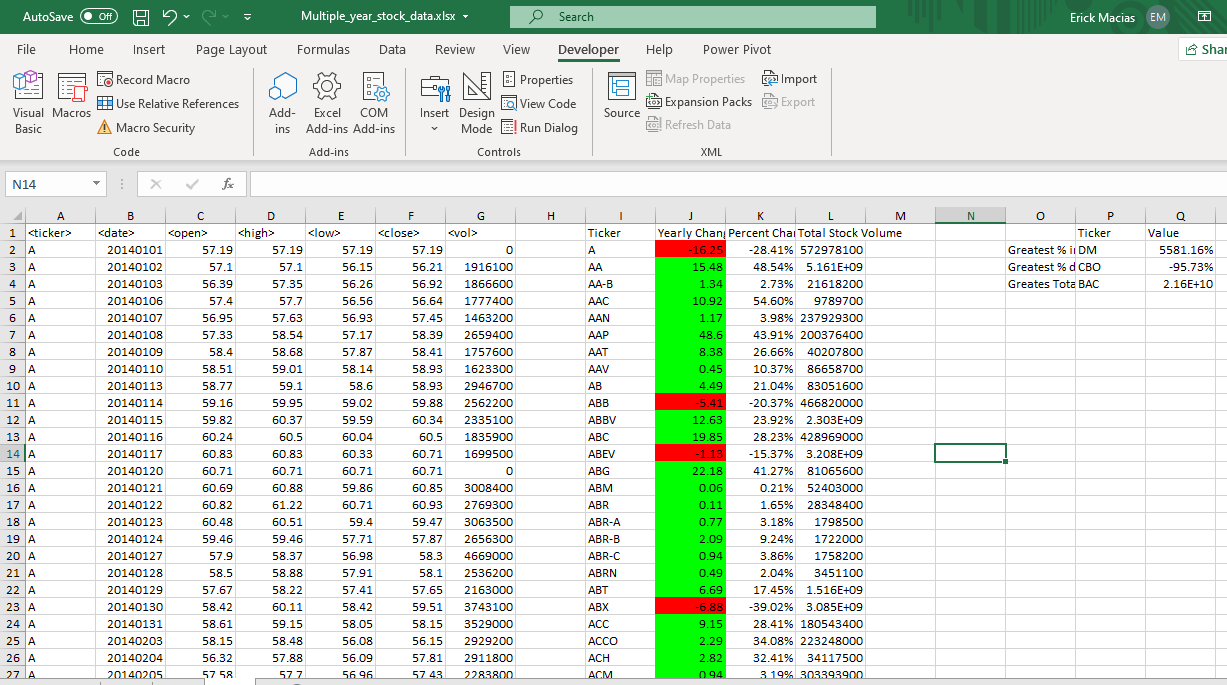 AutoSave Off Multiple_year_stock_data.xlsx Search Erick Macias EM
File Home Insert Page Layout Formulas Data Review View Developer Help Power Pivot Shar
Visual Basic Macros Record Macro Use Relative References Macro Security Add-ins Excel Add-ins COM Add-ins Insert Design Mode Properties View Code Run Dialog Source Map Properties Expansion Packs Refresh Data Import Export
Code Add-ins Controls XML
N14 fx
A B C D E F G H I J K L M N O P Q
1 <ticker> <date> <open> <high> <low> <close> <vol> Ticker Yearly Chang Percent Chan Total Stock Volume Ticker Value
2 A 20140101 57.19 57.19 57.19 57.19 0 A -16.25 -28.41% 572978100 Greatest % i DM 5581.16%
3 A 20140102 57.1 57.1 56.15 56.21 1916100 AA 15.48 48.54% 5.161E+09 Greatest % d CBO -95.73%
4 A 20140103 56.39 57.35 56.26 56.92 1866600 AA-B 1.34 2.73% 21618200 Greates Tota BAC 2.16E+10
5 A 20140106 57.4 57.7 56.56 56.64 1777400 AAC 10.92 54.60% 9789700
6 A 20140107 56.95 57.63 56.93 57.45 1463200 AAN 1.17 3.98% 237929300
7 A 20140108 57.33 58.54 57.17 58.39 2659400 AAP 48.6 43.91% 200376400
8 A 20140109 58.4 58.68 57.87 58.41 1757600 AAT 8.38 26.66% 40207800
9 A 20140110 58.51 59.01 58.14 58.93 1623300 AAV 0.45 10.37% 86658700
10 A 20140113 58.77 59.1 58.6 58.93 2946700 AB 4.49 21.04% 83051600
11 A 20140114 59.16 59.95 59.02 59.88 2562200 ABB -5.41 -20.37% 466820000
12 A 20140115 59.82 60.37 59.59 60.34 2335100 ABBV 12.63 23.92% 2.303E+09
13 A 20140116 60.24 60.5 60.04 60.5 1835900 ABC 19.85 28.23% 428969000
14 A 20140117 60.83 60.83 60.33 60.71 1699500 ABEV -1.13 -15.37% 3.208E+09
15 A 20140120 60.71 60.71 60.71 60.71 0 ABG 22.18 41.27% 81065600
16 A 20140121 60.69 60.88 59.86 60.85 3008400 ABM 0.06 0.21% 52403000
17 A 20140122 60.82 61.22 60.71 60.93 2769300 ABR 0.11 1.65% 28348400
18 A 20140123 60.48 60.51 59.4 59.47 3063500 ABR-A 0.77 3.18% 1798500
19 A 20140124 59.46 59.46 57.71 57.87 2656300 ABR-B 2.09 9.24% 1722000
20 A 20140127 57.9 58.37 56.98 58.3 4669000 ABR-C 0.94 3.86% 1758200
21 A 20140128 58.5 58.88 57.91 58.1 2536200 ABRN 0.49 2.04% 3451100
22 A 20140129 57.67 58.22 57.41 57.65 2163000 ABT 6.69 17.45% 1.516E+09
23 A 20140130 58.42 60.11 58.42 59.51 3743100 ABX -6.88 -39.02% 3.085E+09
24 A 20140131 58.61 59.15 58.05 58.15 3529000 ACC 9.15 28.41% 180543400
25 A 20140203 58.15 58.48 56.08 56.15 2929200 ACCO 2.29 34.08% 223248000
26 A 20140204 56.32 57.88 56.09 57.81 2911800 ACH 2.82 32.41% 34117500
27 A 20140205 57.58 57.7 56.96 57.43 2283800 ACM 0.94 3.19% 303393900